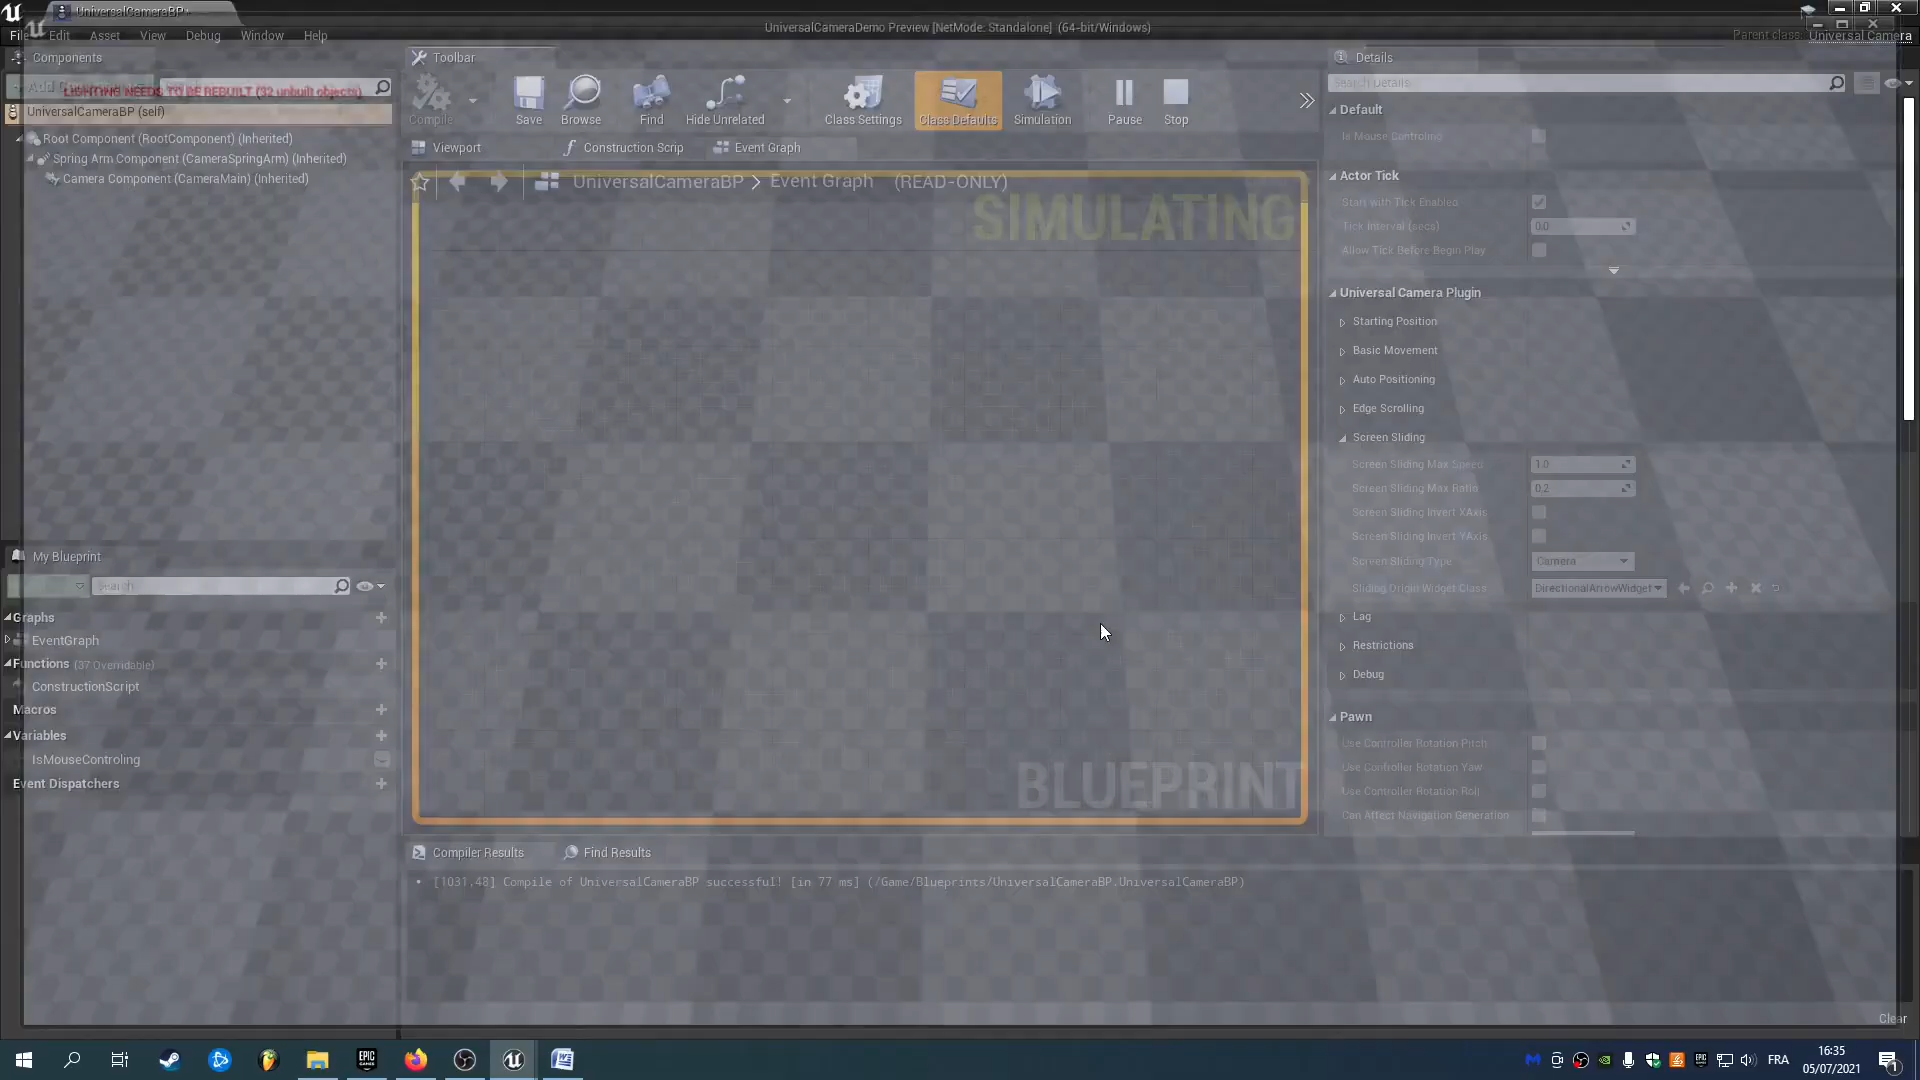 UniversalCameraBP*
UniversalCameraDemo Preview [NetMode: Standalone] (64-bit/Windows)
File Edit Asset View Debug Window Help
Parent class: Universal Camera
Components
Toolbar
Details
LIGHTING NEEDS TO BE REBUILT (32 unbuilt objects)
Search Details
UniversalCameraBP (self)
Compile
Save
Browse
Find
Hide Unrelated
Class Settings
Class Defaults
Simulation
Pause
Stop
Default
Is Mouse Controling
Root Component (RootComponent) (Inherited)
Spring Arm Component (CameraSpringArm) (Inherited)
Camera Component (CameraMain) (Inherited)
Viewport
Construction Scrip
Event Graph
UniversalCameraBP > Event Graph (READ-ONLY)
SIMULATING
Actor Tick
Start with Tick Enabled
Tick Interval (secs) 0.0
Allow Tick Before Begin Play
Universal Camera Plugin
Starting Position
Basic Movement
Auto Positioning
Edge Scrolling
Screen Sliding
Screen Sliding Max Speed 1.0
Screen Sliding Max Ratio 0.2
Screen Sliding Invert XAxis
Screen Sliding Invert YAxis
Screen Sliding Type Camera
Sliding Origin Widget Class DirectionalArrowWidget
Lag
Restrictions
Debug
Pawn
Use Controller Rotation Pitch
Use Controller Rotation Yaw
Use Controller Rotation Roll
Can Affect Navigation Generation
My Blueprint
Search
Graphs
EventGraph
Functions (37 Overridable)
ConstructionScript
Macros
Variables
IsMouseControling
Event Dispatchers
BLUEPRINT
Compiler Results
Find Results
[1031,48] Compile of UniversalCameraBP successful! [in 77 ms] (/Game/Blueprints/UniversalCameraBP.UniversalCameraBP)
Clear
EPIC GAMES
FRA
16:35
05/07/2021
1